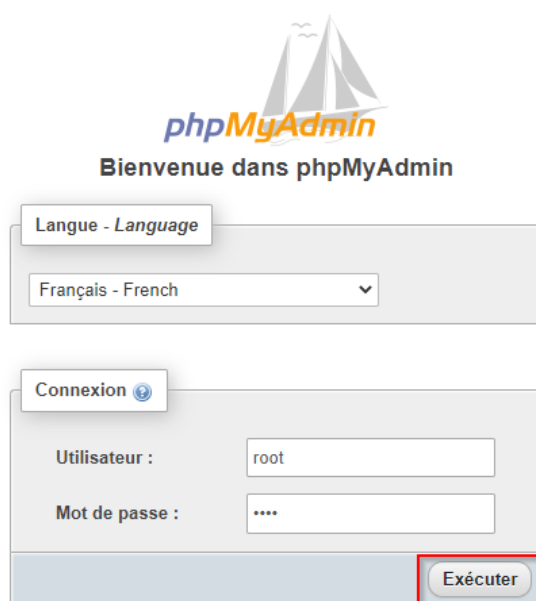 phpMyAdmin
Bienvenue dans phpMyAdmin
Langue - Language
Français - French
Connexion
Utilisateur :
root
Mot de passe :
••••
Exécuter